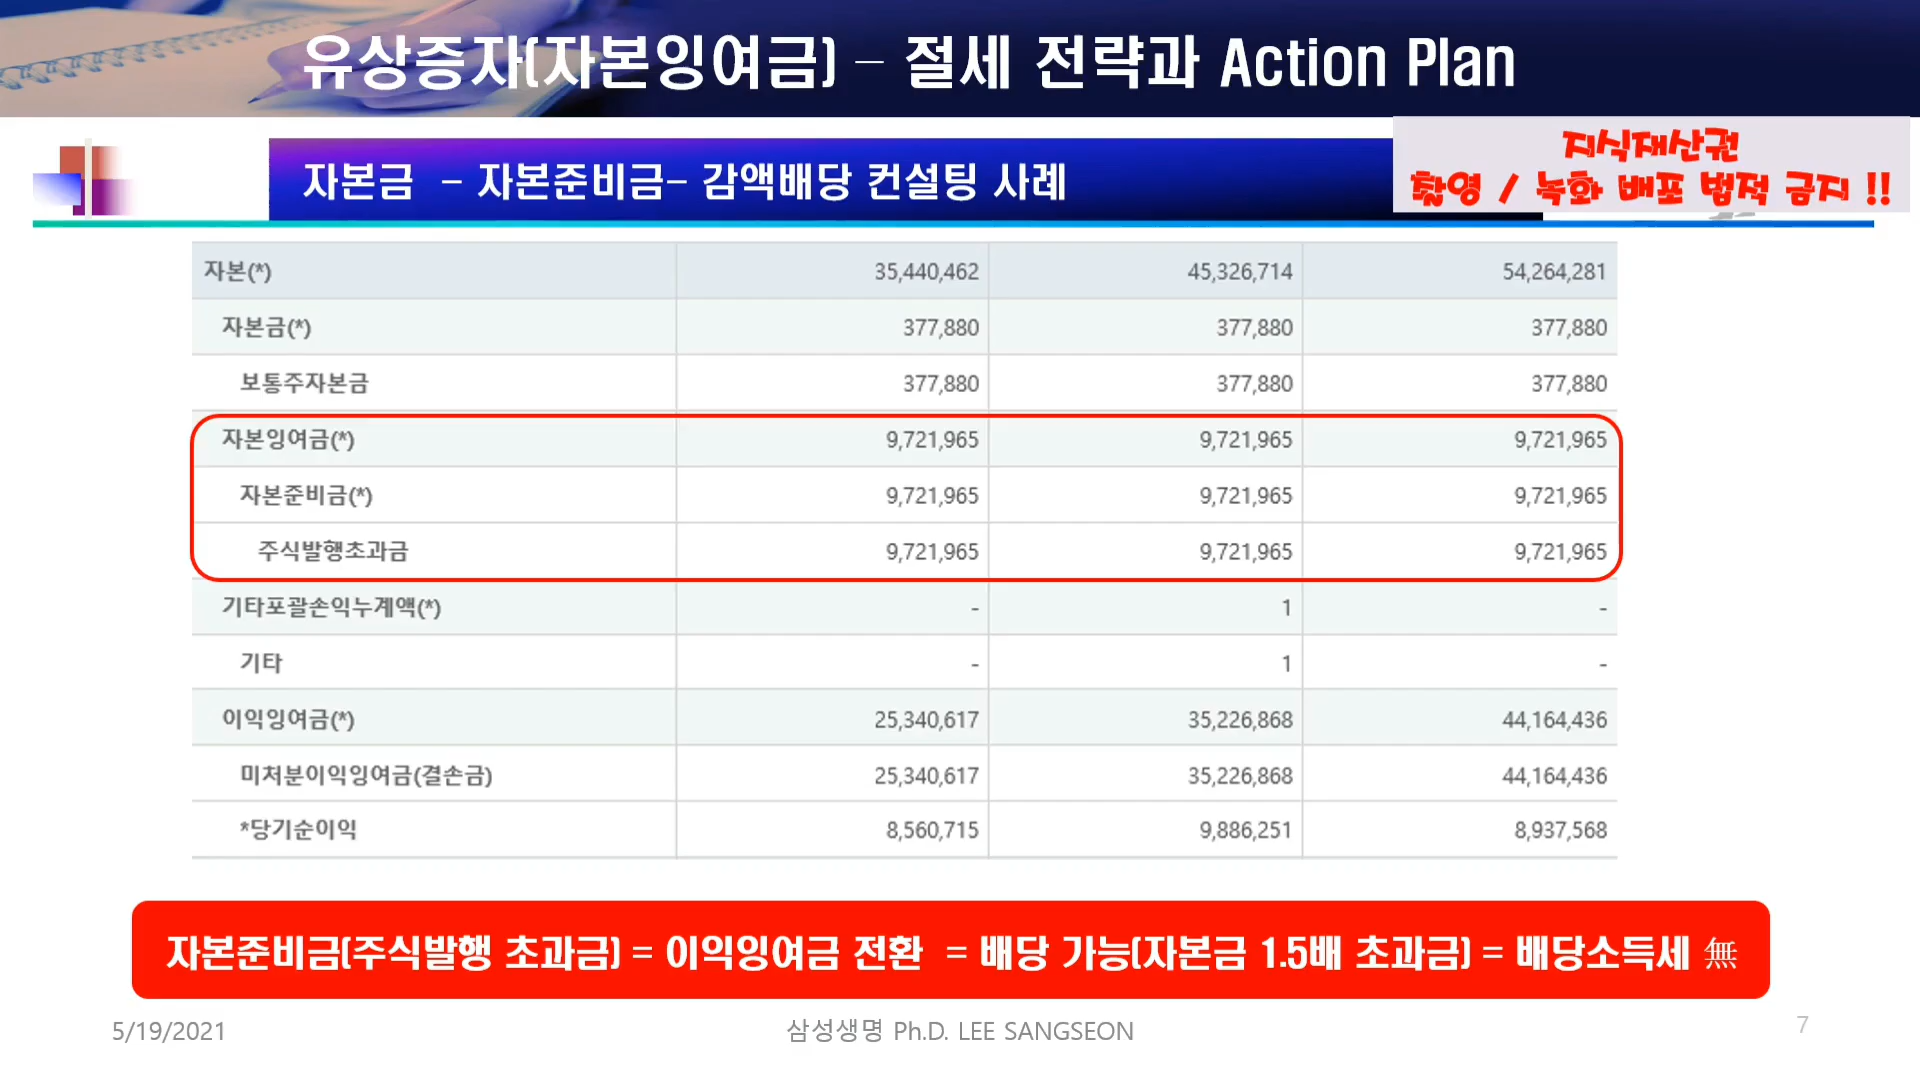 유상증자(자본잉여금) – 절세 전략과 Action Plan
지식재산권
촬영 / 녹화 배포 법적 금지 !!
자본금 – 자본준비금– 감액배당 컨설팅 사례
자본(*) 35,440,462 45,326,714 54,264,281
자본금(*) 377,880 377,880 377,880
보통주자본금 377,880 377,880 377,880
자본잉여금(*) 9,721,965 9,721,965 9,721,965
자본준비금(*) 9,721,965 9,721,965 9,721,965
주식발행초과금 9,721,965 9,721,965 9,721,965
기타포괄손익누계액(*) - 1 -
기타 - 1 -
이익잉여금(*) 25,340,617 35,226,868 44,164,436
미처분이익잉여금(결손금) 25,340,617 35,226,868 44,164,436
*당기순이익 8,560,715 9,886,251 8,937,568
자본준비금(주식발행 초과금) = 이익잉여금 전환 = 배당 가능(자본금 1.5배 초과금) = 배당소득세 無
5/19/2021 삼성생명 Ph.D. LEE SANGSEON 7